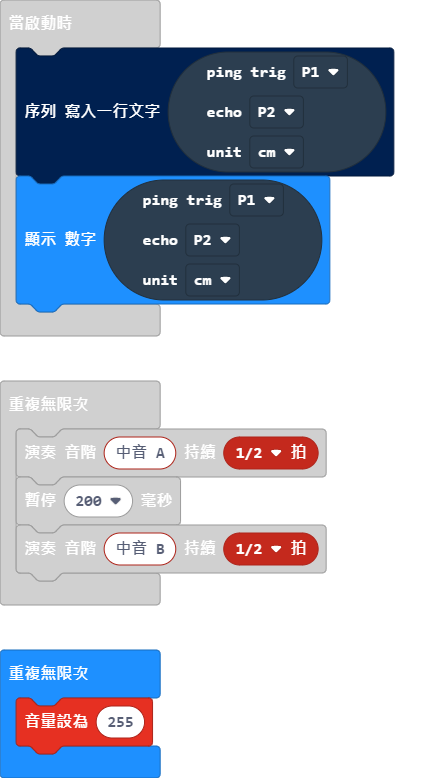 當啟動時
ping trig P1
序列 寫入一行文字 echo P2
unit cm
ping trig P1
顯示 數字 echo P2
unit cm
重複無限次
演奏 音階 中音 A 持續 1/2 拍
暫停 200 毫秒
演奏 音階 中音 B 持續 1/2 拍
重複無限次
音量設為 255